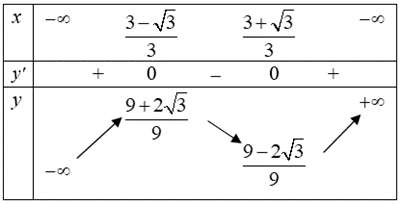 x −∞ (3−√3)/3 (3+√3)/3 −∞
y′ + 0 − 0 +
y −∞ (9+2√3)/9 (9−2√3)/9 +∞